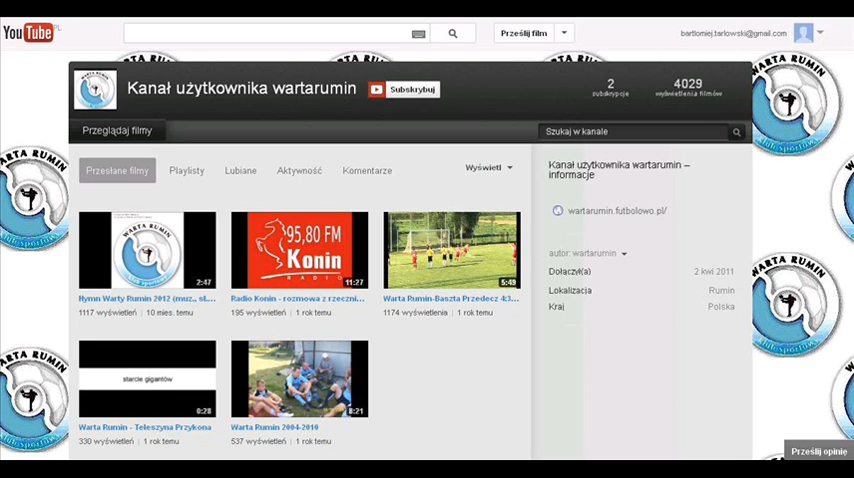 YouTube PL
Prześlij film
bartlomiej.tarlowski@gmail.com
WARTA RUMIN
Klub Sportowy
Kanał użytkownika wartarumin
Subskrybuj
2
subskrypcje
4029
wyświetlenia filmów
Przeglądaj filmy
Szukaj w kanale
Przesłane filmy
Playlisty
Lubiane
Aktywność
Komentarze
Wyświetl
Kanał użytkownika wartarumin –
informacje
wartarumin.futbolowo.pl/
autor: wartarumin
Dołączył(a) 2 kwi 2011
Lokalizacja Rumin
Kraj Polska
WARTA RUMIN
2:47
95,80 FM
Konin
RADIO
11:27
5:49
Hymn Warty Rumin 2012 (muz., sł....
Radio Konin - rozmowa z rzeczni...
Warta Rumin-Baszta Przedecz 4:3...
1117 wyświetleń | 10 mies. temu
195 wyświetleń | 1 rok temu
1174 wyświetlenia | 1 rok temu
starcie gigantów
0:28
8:21
Warta Rumin - Teleszyna Przykona
Warta Rumin 2004-2010
330 wyświetleń | 1 rok temu
537 wyświetleń | 1 rok temu
Prześlij opinię